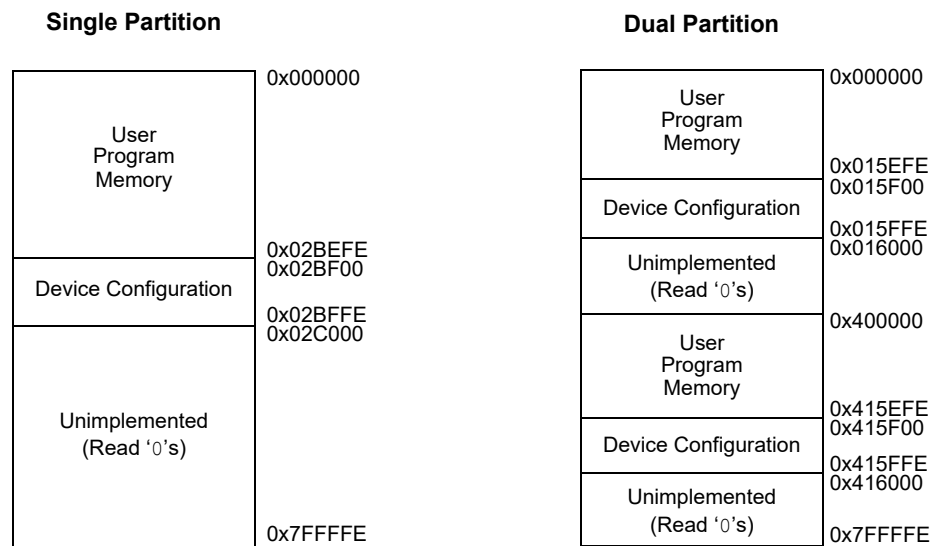 Single Partition
0x000000
User
Program
Memory
0x02BEFE
0x02BF00
Device Configuration
0x02BFFE
0x02C000
Unimplemented
(Read ‘0’s)
0x7FFFFE
Dual Partition
0x000000
User
Program
Memory
0x015EFE
0x015F00
Device Configuration
0x015FFE
0x016000
Unimplemented
(Read ‘0’s)
0x400000
User
Program
Memory
0x415EFE
0x415F00
Device Configuration
0x415FFE
0x416000
Unimplemented
(Read ‘0’s)
0x7FFFFE